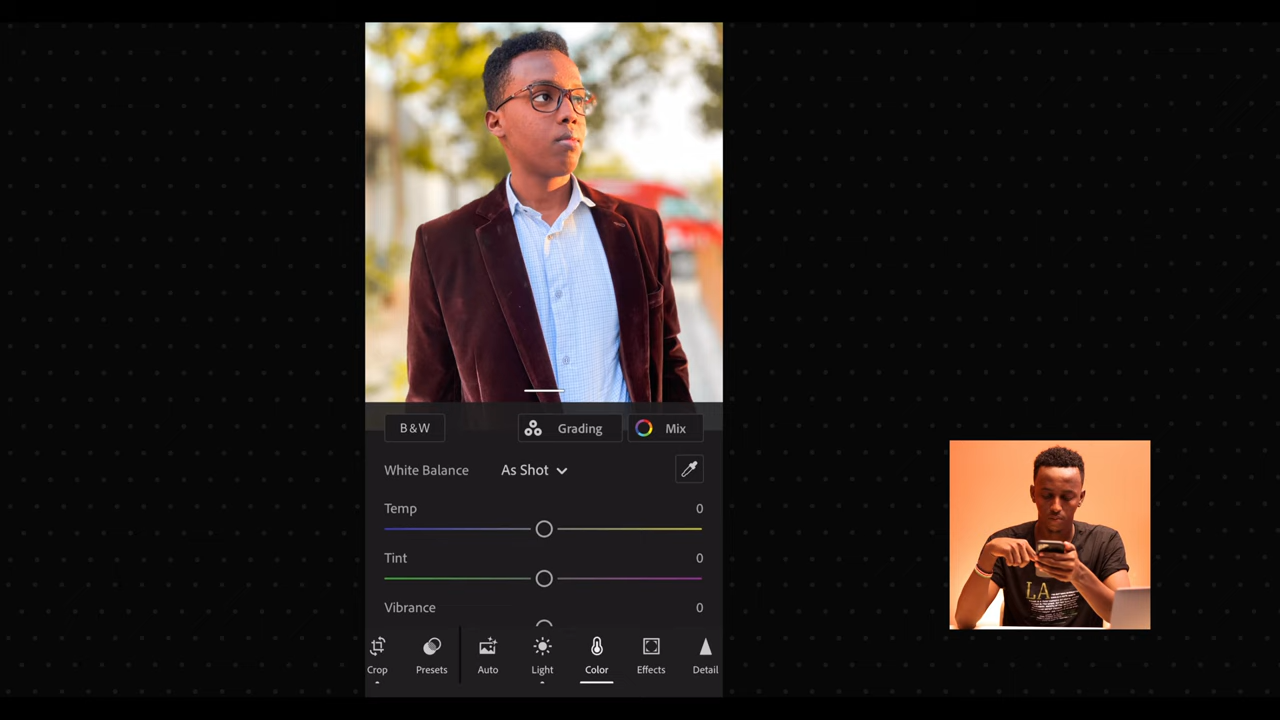 B&W
Grading
Mix
White Balance
As Shot
Temp
0
Tint
0
Vibrance
0
Crop
Presets
Auto
Light
Color
Effects
Detail
LA